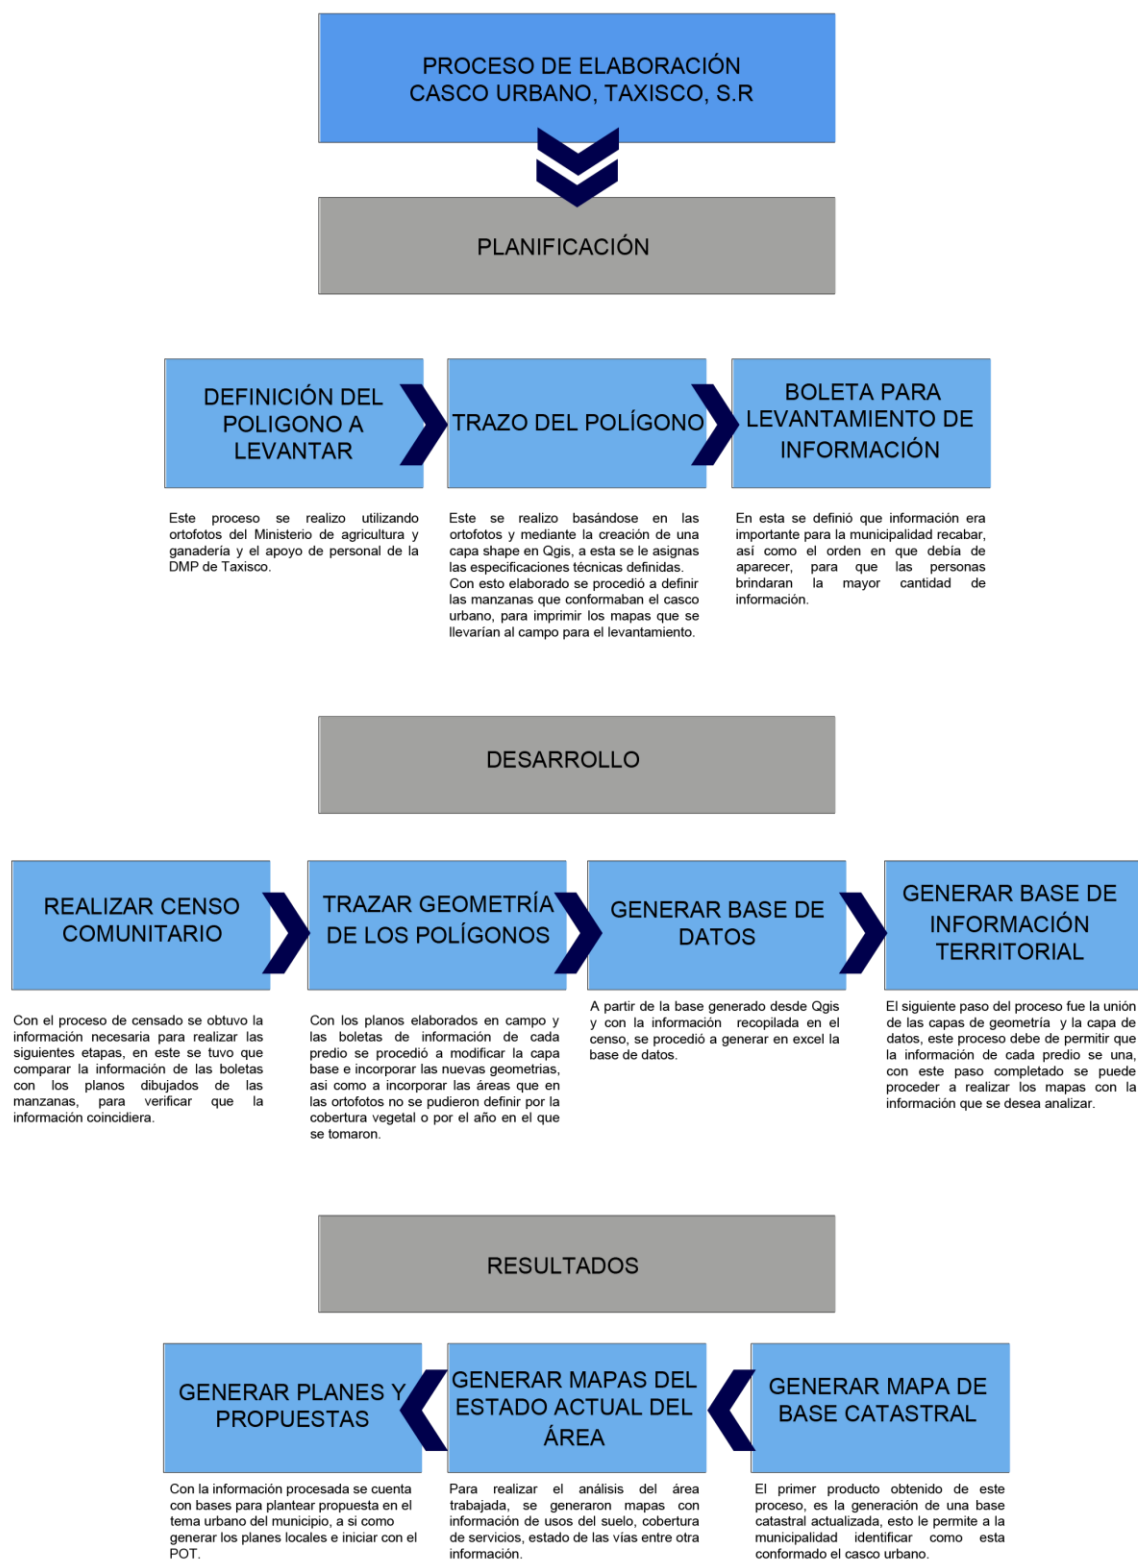 PROCESO DE ELABORACIÓN
CASCO URBANO, TAXISCO, S.R
PLANIFICACIÓN
DEFINICIÓN DEL
POLIGONO A
LEVANTAR
Este proceso se realizo utilizando
ortofotos del Ministerio de agricultura y
ganadería y el apoyo de personal de la
DMP de Taxisco.
TRAZO DEL POLÍGONO
Este se realizo basándose en las
ortofotos y mediante la creación de una
capa shape en Qgis, a esta se le asignas
las especificaciones técnicas definidas.
Con esto elaborado se procedió a definir
las manzanas que conformaban el casco
urbano, para imprimir los mapas que se
llevarían al campo para el levantamiento.
BOLETA PARA
LEVANTAMIENTO DE
INFORMACIÓN
En esta se definió que información era
importante para la municipalidad recabar,
así como el orden en que debía de
aparecer, para que las personas
brindaran la mayor cantidad de
información.
DESARROLLO
REALIZAR CENSO
COMUNITARIO
Con el proceso de censado se obtuvo la
información necesaria para realizar las
siguientes etapas, en este se tuvo que
comparar la información de las boletas
con los planos dibujados de las
manzanas, para verificar que la
información coincidiera.
TRAZAR GEOMETRÍA
DE LOS POLÍGONOS
Con los planos elaborados en campo y
las boletas de información de cada
predio se procedió a modificar la capa
base e incorporar las nuevas geometrias,
asi como a incorporar las áreas que en
las ortofotos no se pudieron definir por la
cobertura vegetal o por el año en el que
se tomaron.
GENERAR BASE DE
DATOS
A partir de la base generado desde Qgis
y con la información recopilada en el
censo, se procedió a generar en excel la
base de datos.
GENERAR BASE DE
INFORMACIÓN
TERRITORIAL
El siguiente paso del proceso fue la unión
de las capas de geometría y la capa de
datos, este proceso debe de permitir que
la información de cada predio se una,
con este paso completado se puede
proceder a realizar los mapas con la
información que se desea analizar.
RESULTADOS
GENERAR PLANES Y
PROPUESTAS
Con la información procesada se cuenta
con bases para plantear propuesta en el
tema urbano del municipio, a si como
generar los planes locales e iniciar con el
POT.
GENERAR MAPAS DEL
ESTADO ACTUAL DEL
ÁREA
Para realizar el análisis del área
trabajada, se generaron mapas con
información de usos del suelo, cobertura
de servicios, estado de las vías entre otra
información.
GENERAR MAPA DE
BASE CATASTRAL
El primer producto obtenido de este
proceso, es la generación de una base
catastral actualizada, esto le permite a la
municipalidad identificar como esta
conformado el casco urbano.